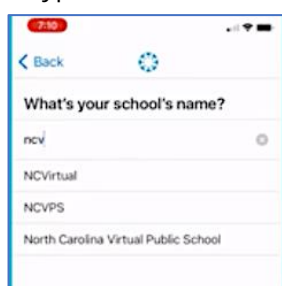 7:10
Back
What's your school's name?
ncv
NCVirtual
NCVPS
North Carolina Virtual Public School